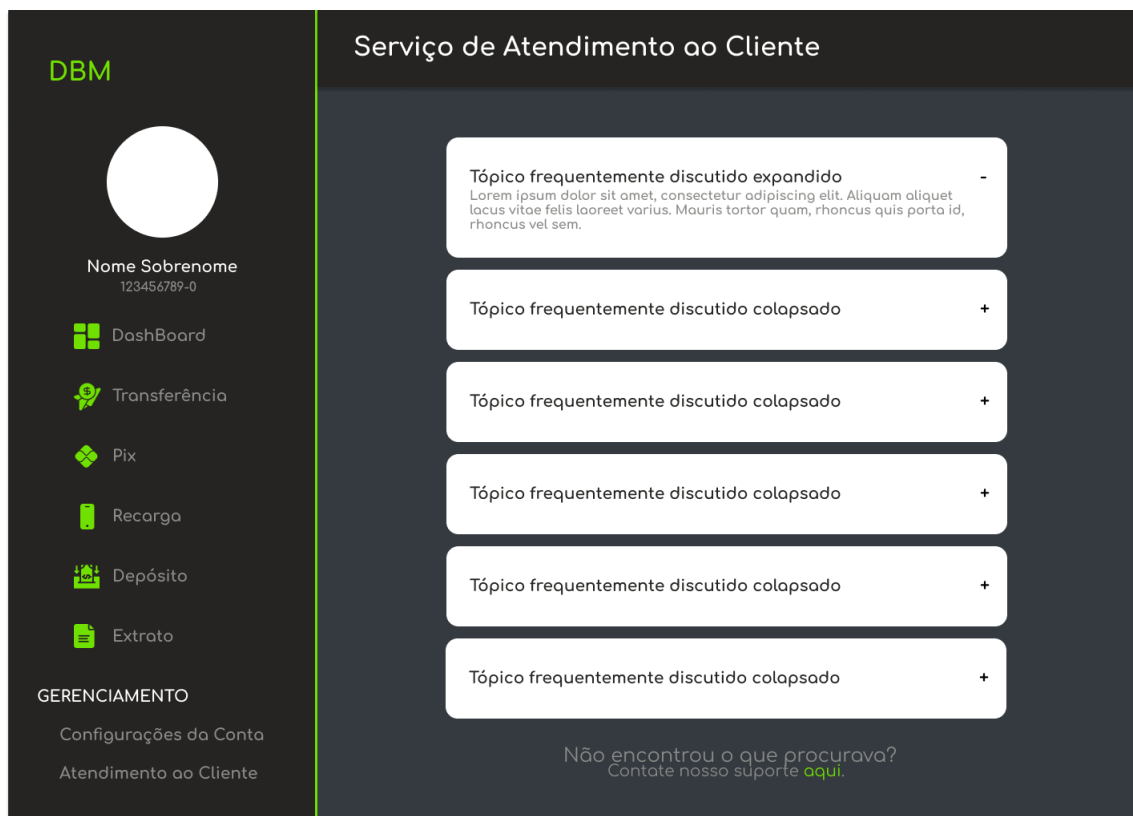 DBM
Nome Sobrenome
123456789-0
DashBoard
Transferência
Pix
Recarga
Depósito
Extrato
GERENCIAMENTO
Configurações da Conta
Atendimento ao Cliente
Serviço de Atendimento ao Cliente
Tópico frequentemente discutido expandido -
Lorem ipsum dolor sit amet, consectetur adipiscing elit. Aliquam aliquet
lacus vitae felis laoreet varius. Mauris tortor quam, rhoncus quis porta id,
rhoncus vel sem.
Tópico frequentemente discutido colapsado +
Tópico frequentemente discutido colapsado +
Tópico frequentemente discutido colapsado +
Tópico frequentemente discutido colapsado +
Tópico frequentemente discutido colapsado +
Não encontrou o que procurava?
Contate nosso suporte aqui.